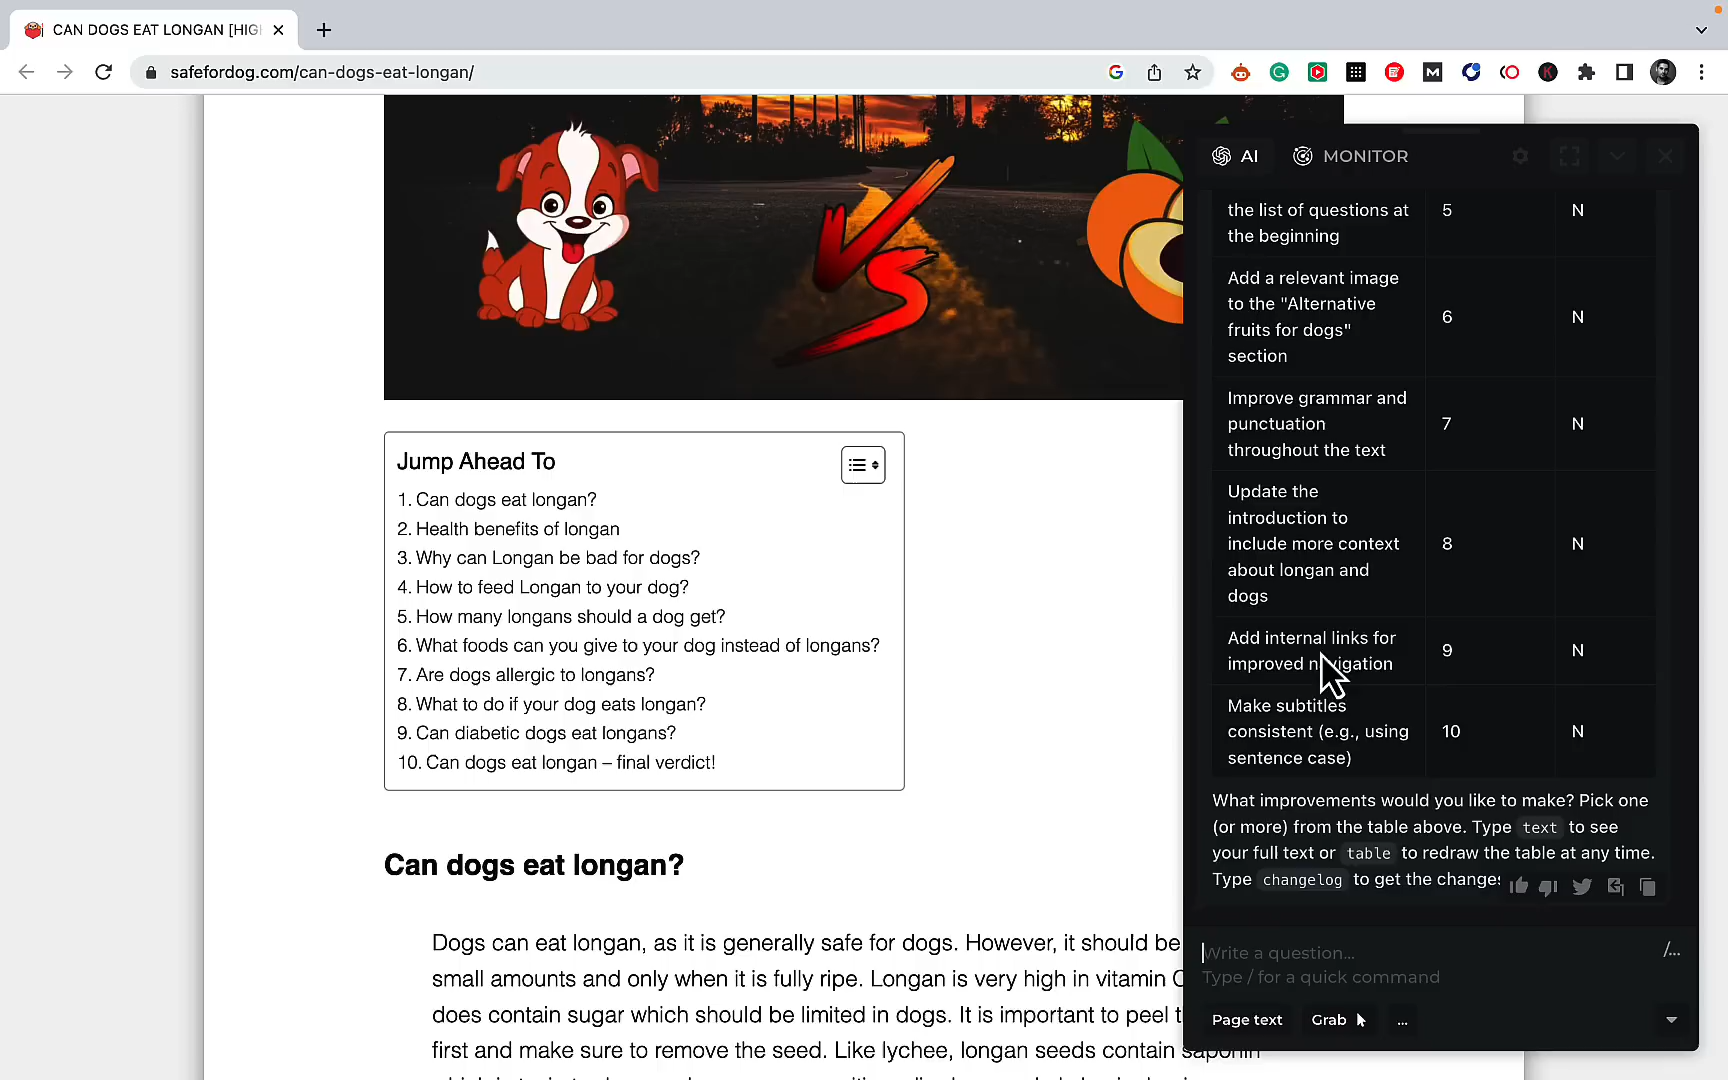 CAN DOGS EAT LONGAN [HIG
safefordog.com/can-dogs-eat-longan/
VS
Jump Ahead To
1. Can dogs eat longan?
2. Health benefits of longan
3. Why can Longan be bad for dogs?
4. How to feed Longan to your dog?
5. How many longans should a dog get?
6. What foods can you give to your dog instead of longans?
7. Are dogs allergic to longans?
8. What to do if your dog eats longan?
9. Can diabetic dogs eat longans?
10. Can dogs eat longan – final verdict!
Can dogs eat longan?
Dogs can eat longan, as it is generally safe for dogs. However, it should be
small amounts and only when it is fully ripe. Longan is very high in vitamin C
does contain sugar which should be limited in dogs. It is important to peel t
first and make sure to remove the seed. Like lychee, longan seeds contain saponin
AI
MONITOR
the list of questions at
the beginning
5
N
Add a relevant image
to the "Alternative
fruits for dogs"
section
6
N
Improve grammar and
punctuation
throughout the text
7
N
Update the
introduction to
include more context
about longan and
dogs
8
N
Add internal links for
improved navigation
9
N
Make subtitles
consistent (e.g., using
sentence case)
10
N
What improvements would you like to make? Pick one
(or more) from the table above. Type text to see
your full text or table to redraw the table at any time.
Type changelog to get the changes
Write a question...
Type / for a quick command
/...
Page text
Grab
...